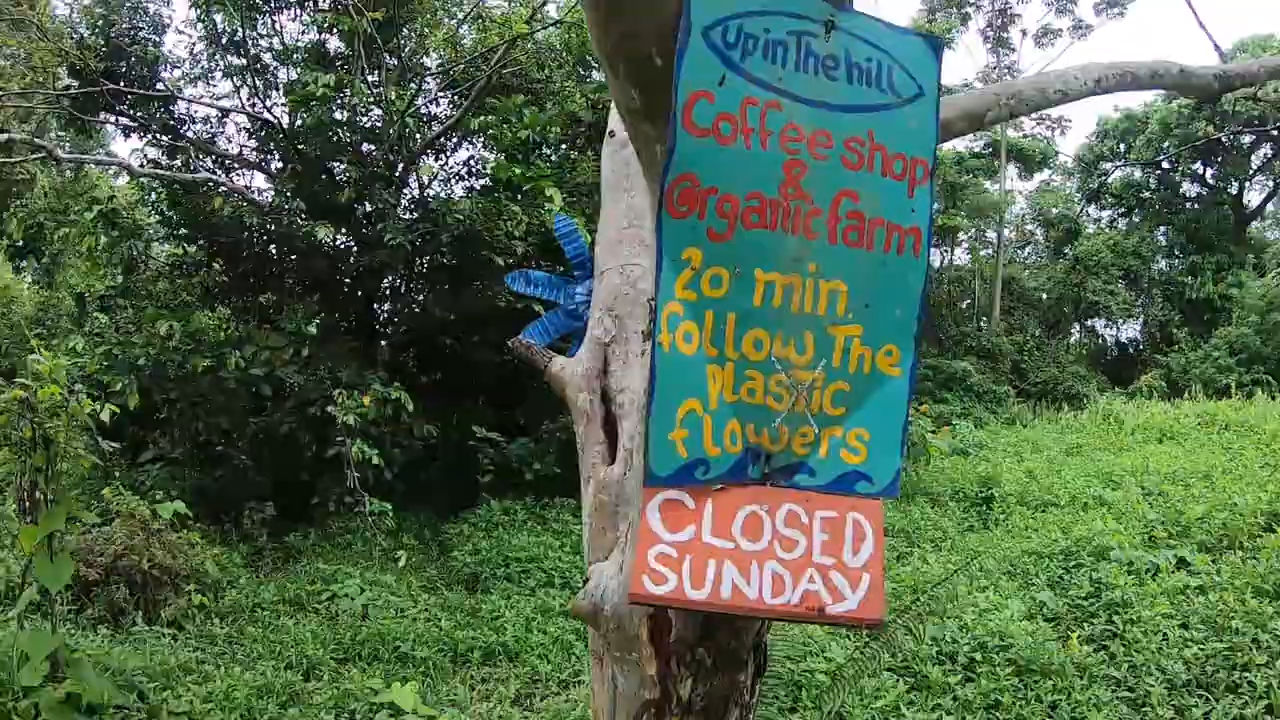 Up in The hill
Coffee shop
&
Organic farm
20 min.
follow The
plastic
flowers
CLOSED
SUNDAY